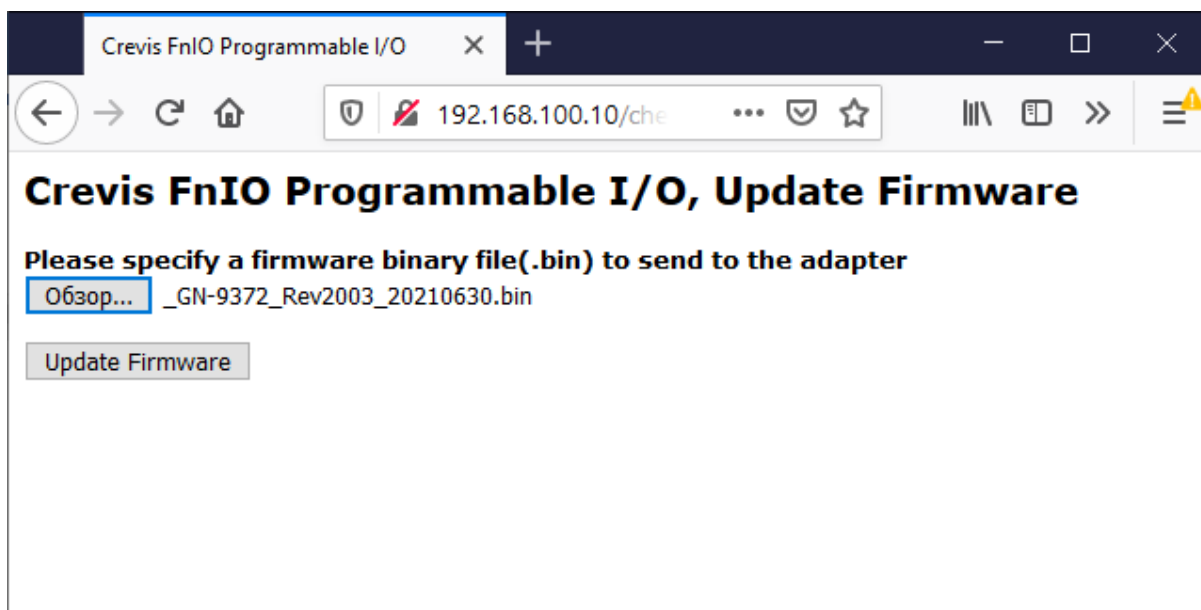 Crevis FnIO Programmable I/O
192.168.100.10/che
Crevis FnIO Programmable I/O, Update Firmware
Please specify a firmware binary file(.bin) to send to the adapter
Обзор... _GN-9372_Rev2003_20210630.bin
Update Firmware